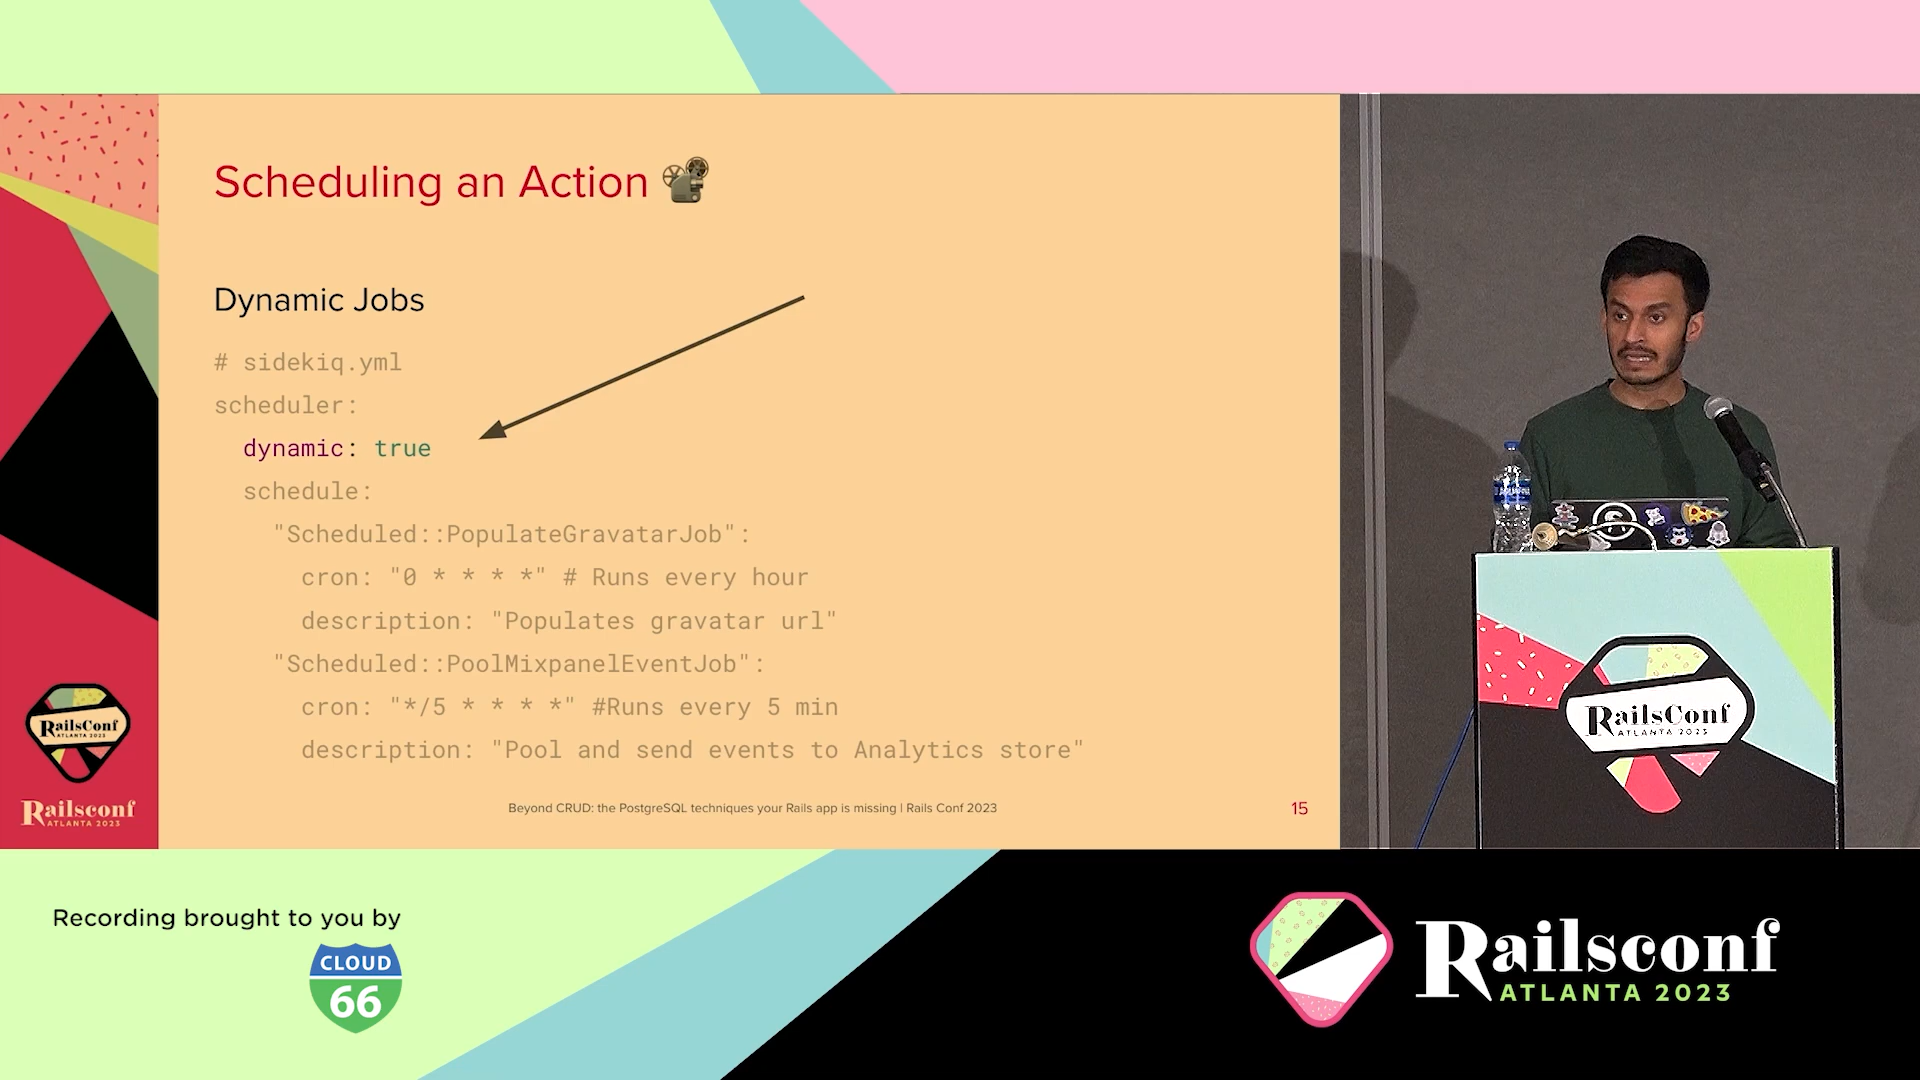 Scheduling an Action
Dynamic Jobs
# sidekiq.yml
scheduler:
dynamic: true
schedule:
"Scheduled::PopulateGravatarJob":
cron: "0 * * * *" # Runs every hour
description: "Populates gravatar url"
"Scheduled::PoolMixpanelEventJob":
cron: "*/5 * * * *" #Runs every 5 min
description: "Pool and send events to Analytics store"
Beyond CRUD: the PostgreSQL techniques your Rails app is missing | Rails Conf 2023
15
RailsConf
ATLANTA 2023
Railsconf
ATLANTA 2023
RailsConf
ATLANTA 2023
Recording brought to you by
CLOUD
66
Railsconf
ATLANTA 2023